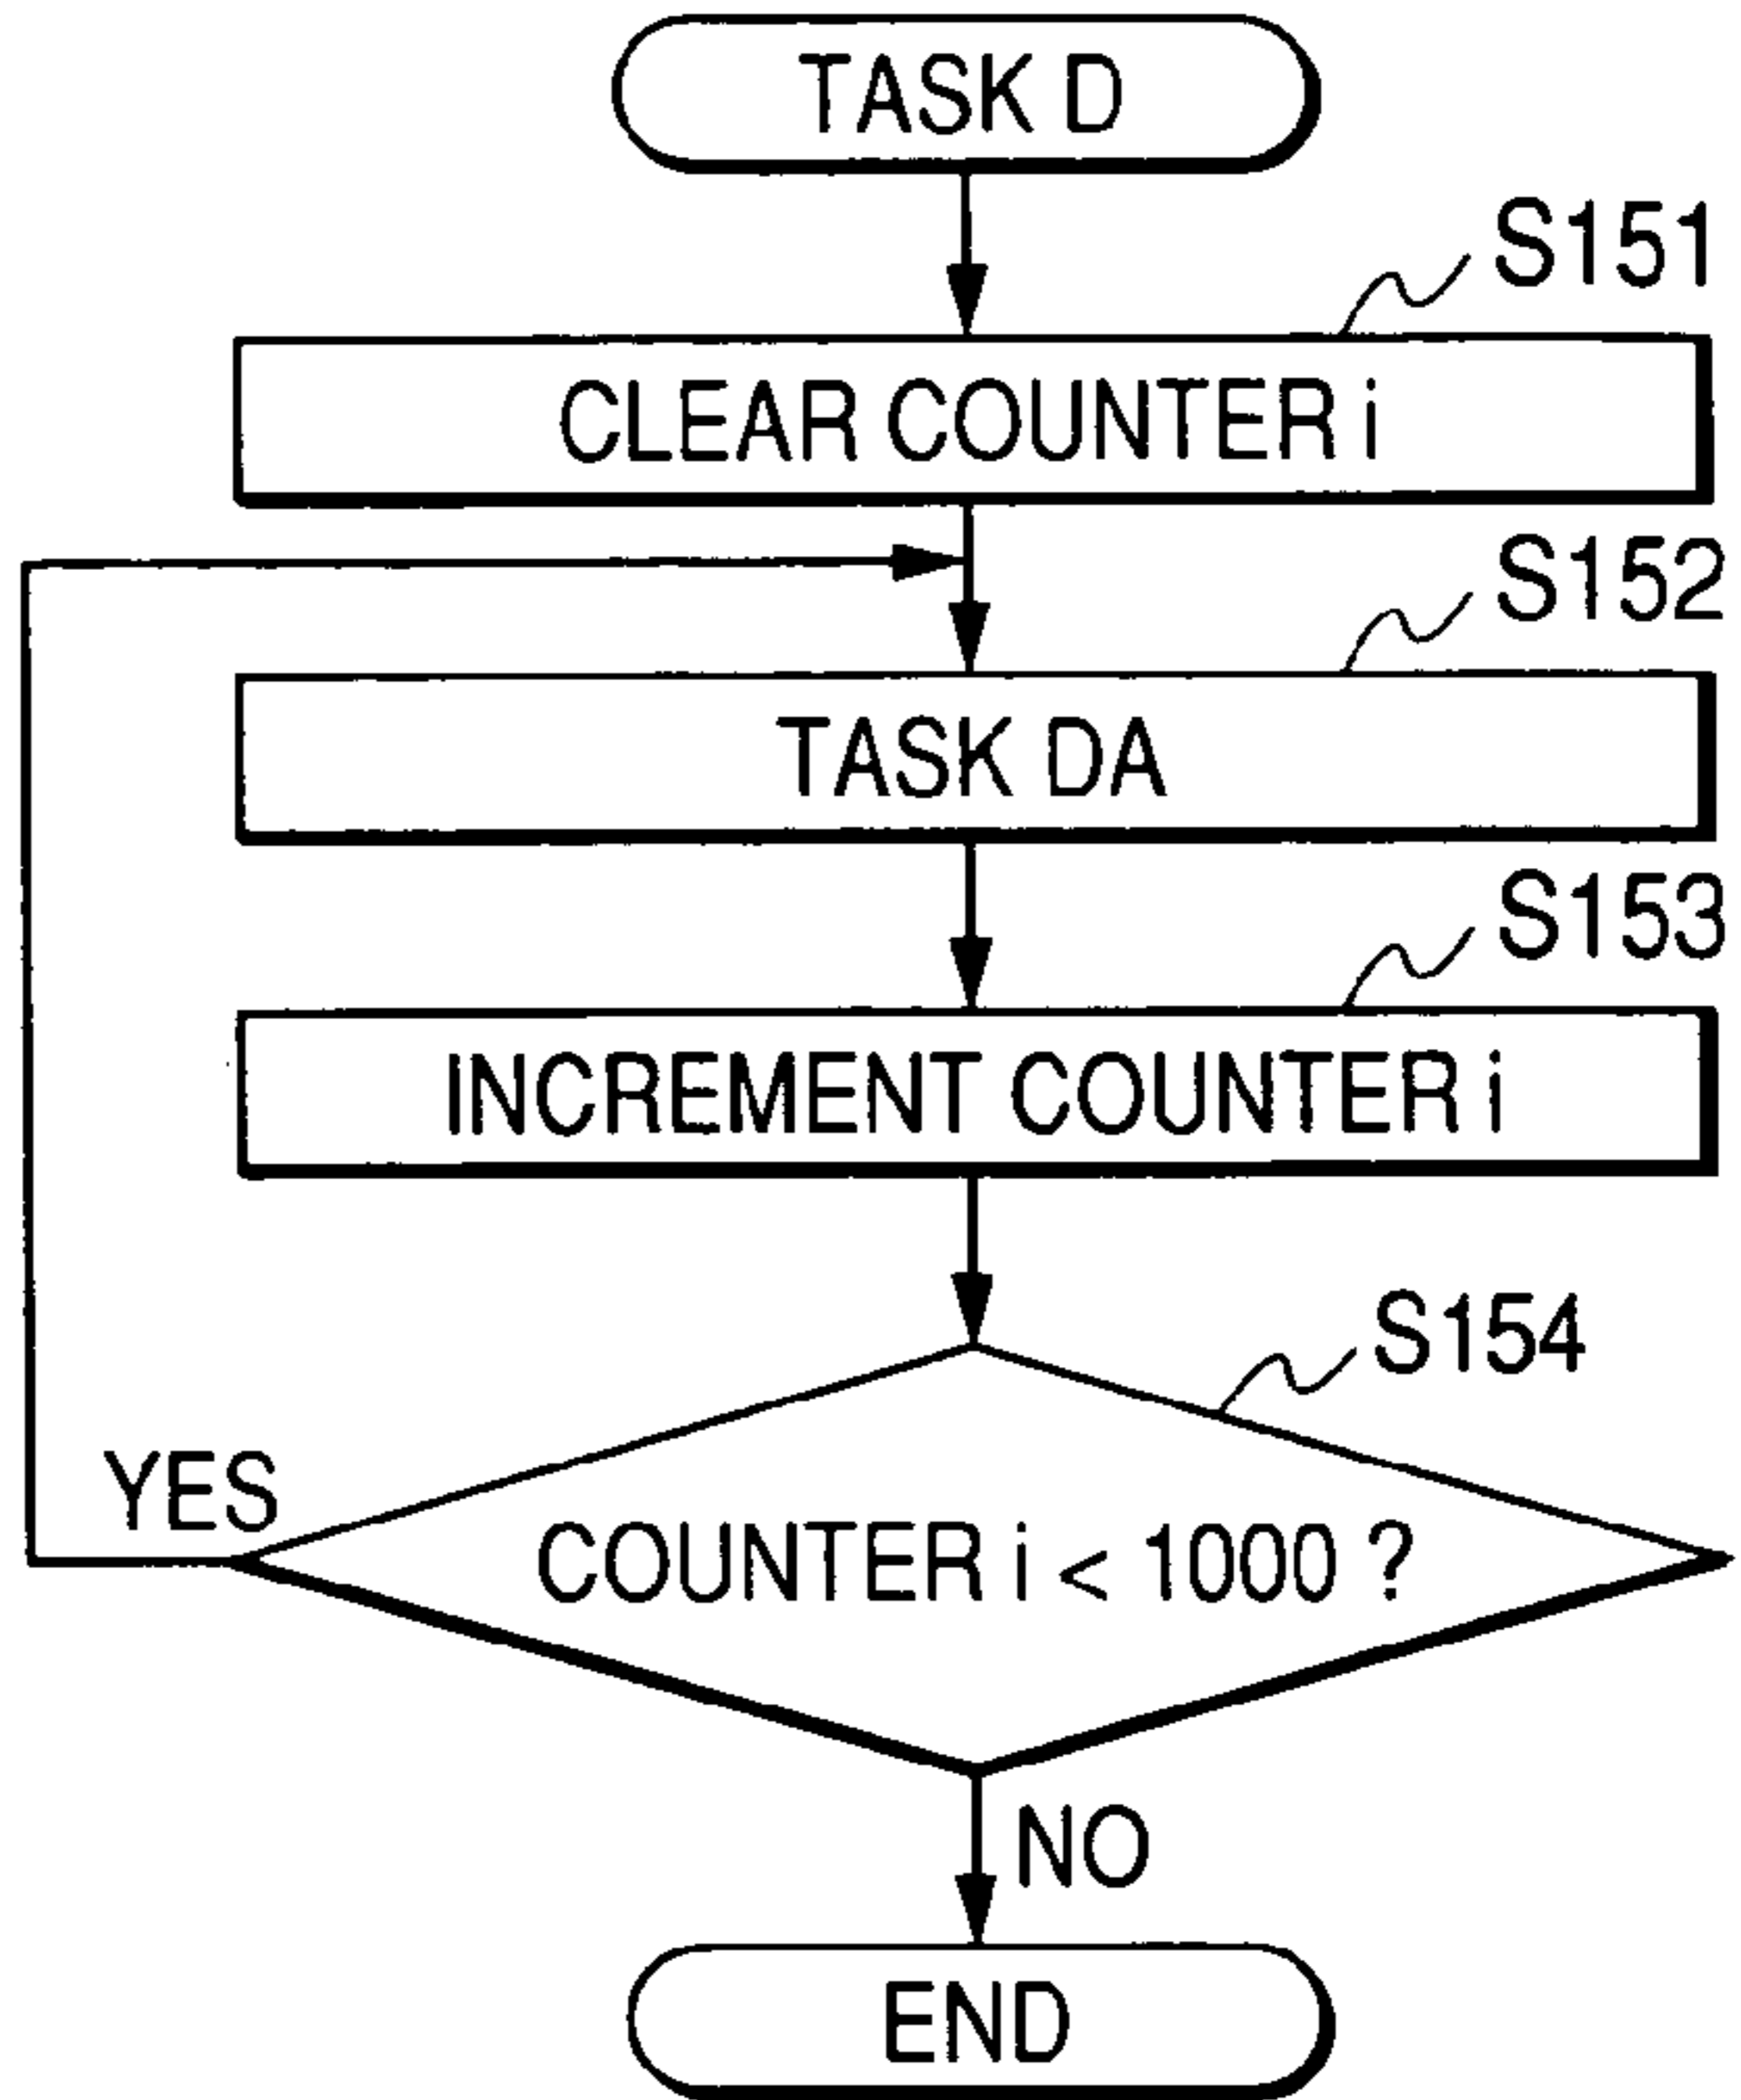 TASK D
S151
CLEAR COUNTER i
S152
TASK DA
S153
INCREMENT COUNTER i
S154
YES
COUNTER i < 1000 ?
NO
END